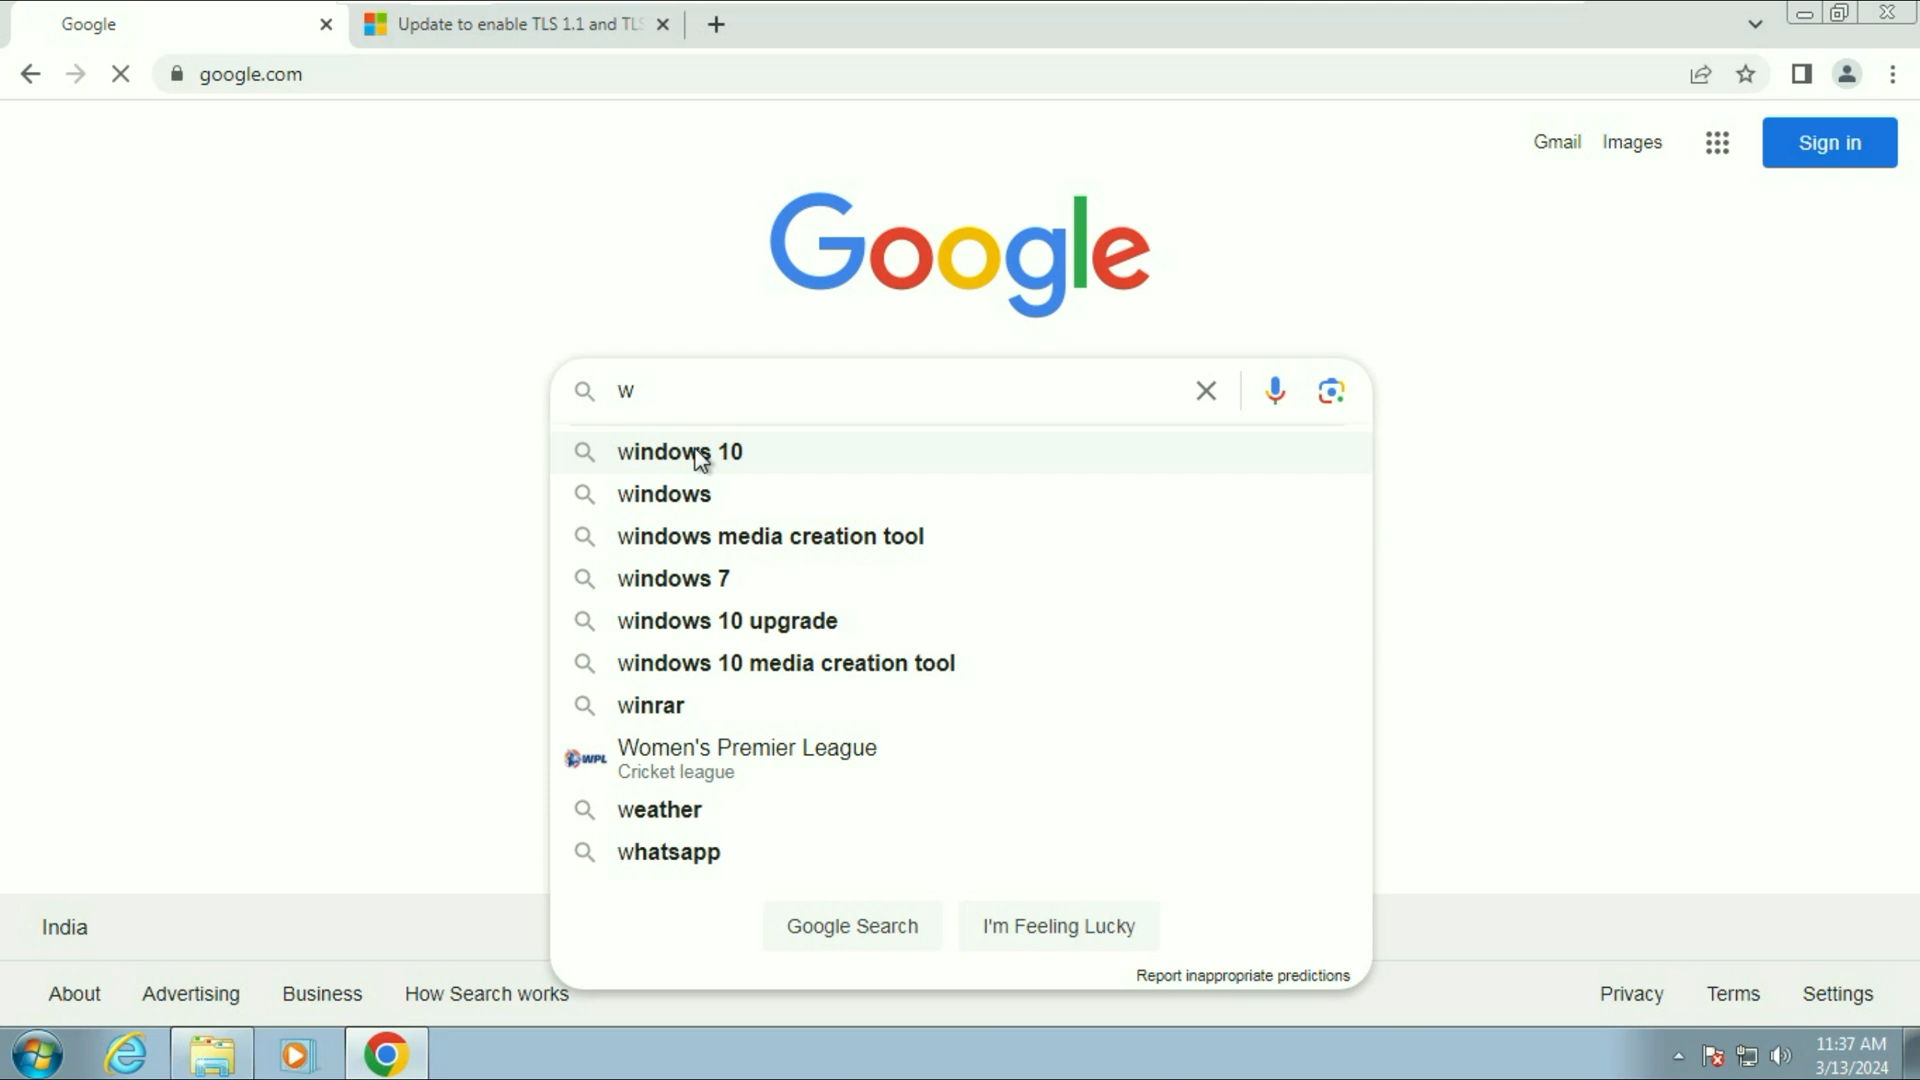 Google
Update to enable TLS 1.1 and TLS
google.com
Gmail
Images
Sign in
Google
w
windows 10
windows
windows media creation tool
windows 7
windows 10 upgrade
windows 10 media creation tool
winrar
WPL
Women's Premier League
Cricket league
weather
whatsapp
Google Search
I'm Feeling Lucky
Report inappropriate predictions
India
About
Advertising
Business
How Search works
Privacy
Terms
Settings
11:37 AM
3/13/2024